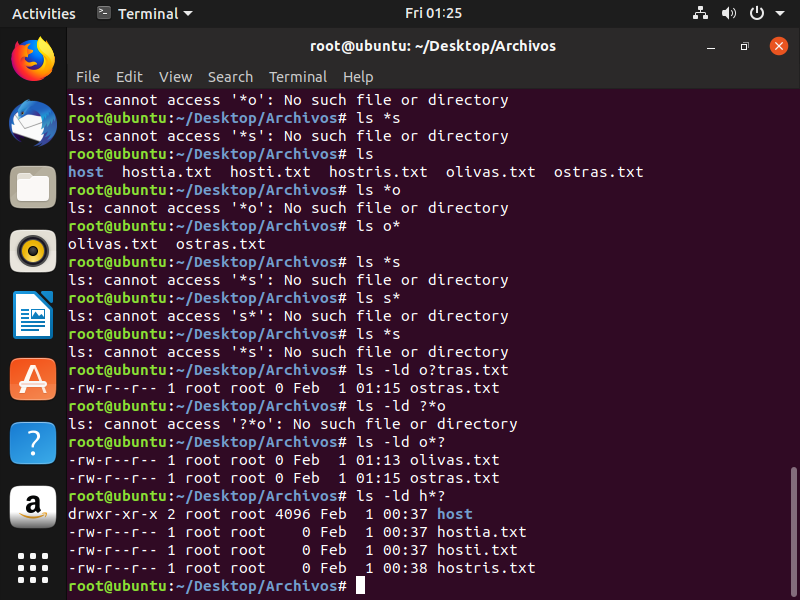 Activities Terminal Fri 01:25
root@ubuntu: ~/Desktop/Archivos
File Edit View Search Terminal Help
ls: cannot access '*o': No such file or directory
root@ubuntu:~/Desktop/Archivos# ls *s
ls: cannot access '*s': No such file or directory
root@ubuntu:~/Desktop/Archivos# ls
host  hostia.txt  hosti.txt  hostris.txt  olivas.txt  ostras.txt
root@ubuntu:~/Desktop/Archivos# ls *o
ls: cannot access '*o': No such file or directory
root@ubuntu:~/Desktop/Archivos# ls o*
olivas.txt  ostras.txt
root@ubuntu:~/Desktop/Archivos# ls *s
ls: cannot access '*s': No such file or directory
root@ubuntu:~/Desktop/Archivos# ls s*
ls: cannot access 's*': No such file or directory
root@ubuntu:~/Desktop/Archivos# ls *s
ls: cannot access '*s': No such file or directory
root@ubuntu:~/Desktop/Archivos# ls -ld o?tras.txt
-rw-r--r-- 1 root root 0 Feb  1 01:15 ostras.txt
root@ubuntu:~/Desktop/Archivos# ls -ld ?*o
ls: cannot access '?*o': No such file or directory
root@ubuntu:~/Desktop/Archivos# ls -ld o*?
-rw-r--r-- 1 root root 0 Feb  1 01:13 olivas.txt
-rw-r--r-- 1 root root 0 Feb  1 01:15 ostras.txt
root@ubuntu:~/Desktop/Archivos# ls -ld h*?
drwxr-xr-x 2 root root 4096 Feb  1 00:37 host
-rw-r--r-- 1 root root    0 Feb  1 00:37 hostia.txt
-rw-r--r-- 1 root root    0 Feb  1 00:37 hosti.txt
-rw-r--r-- 1 root root    0 Feb  1 00:38 hostris.txt
root@ubuntu:~/Desktop/Archivos#